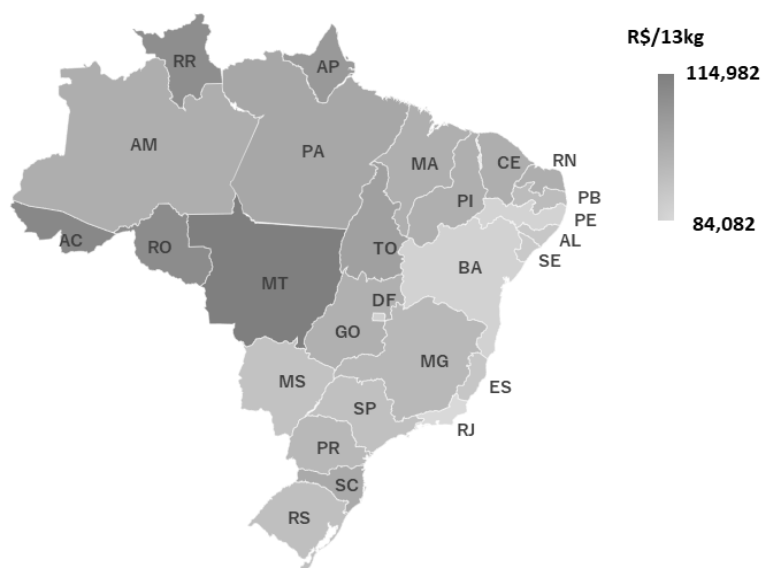 R$/13kg
114,982
84,082
RR
AP
AM
PA
MA
CE
RN
PI
PB
PE
AL
SE
AC
RO
TO
BA
MT
DF
GO
MG
MS
ES
SP
RJ
PR
SC
RS